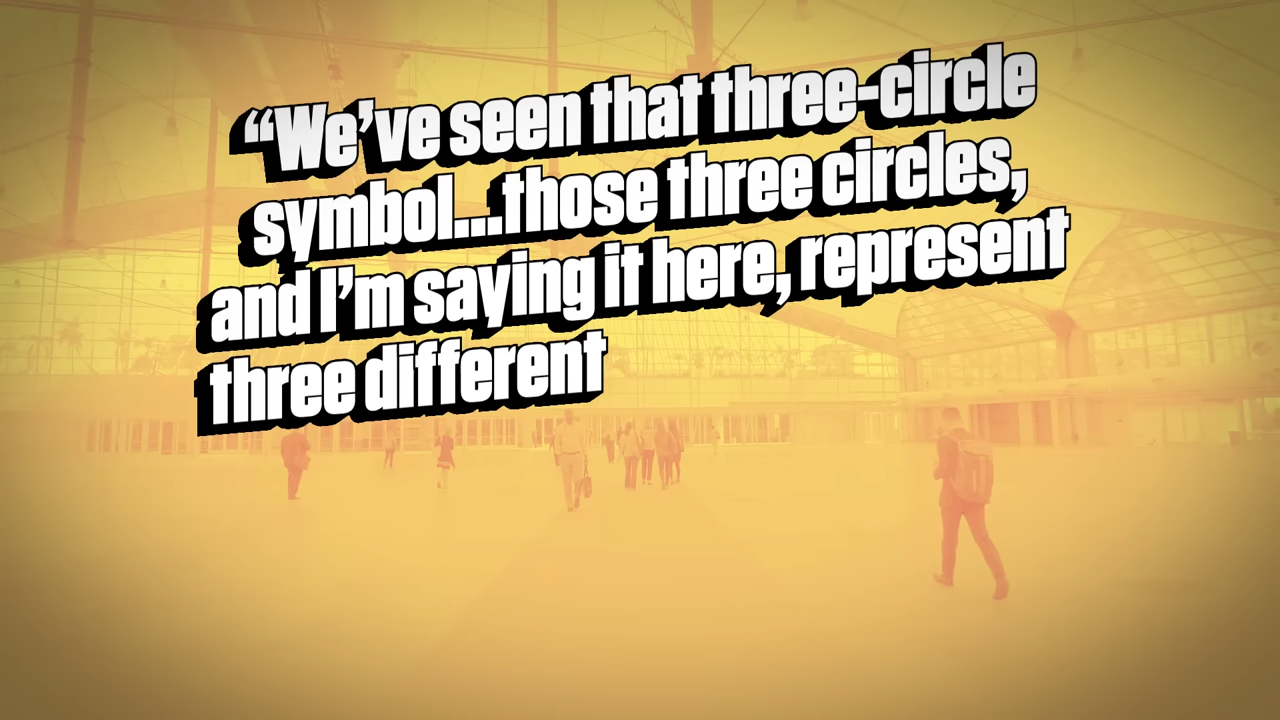 “We’ve seen that three-circle
symbol...those three circles,
and I’m saying it here, represent
three different